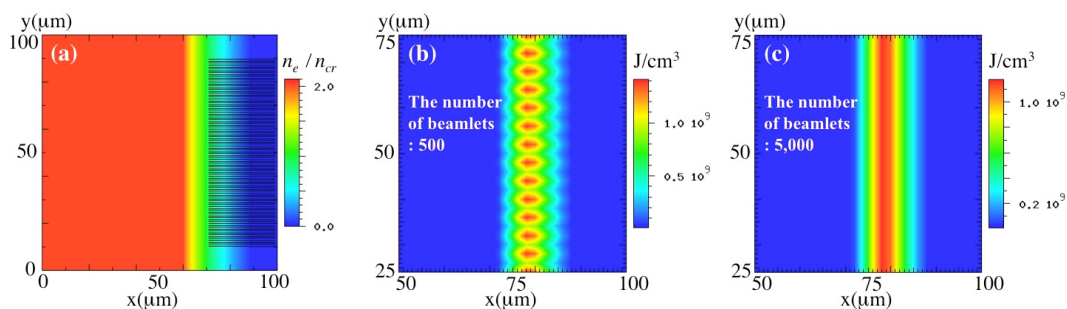 y(μm)
100
(a)
n_e / n_cr
2.0
50
0.0
0
0
50
100
x(μm)
y(μm)
75
(b)
J/cm³
The number
of beamlets
: 500
1.0 10⁹
50
0.5 10⁹
25
50
75
100
x(μm)
y(μm)
75
(c)
J/cm³
The number
of beamlets
: 5,000
1.0 10⁹
50
0.2 10⁹
25
50
75
100
x(μm)